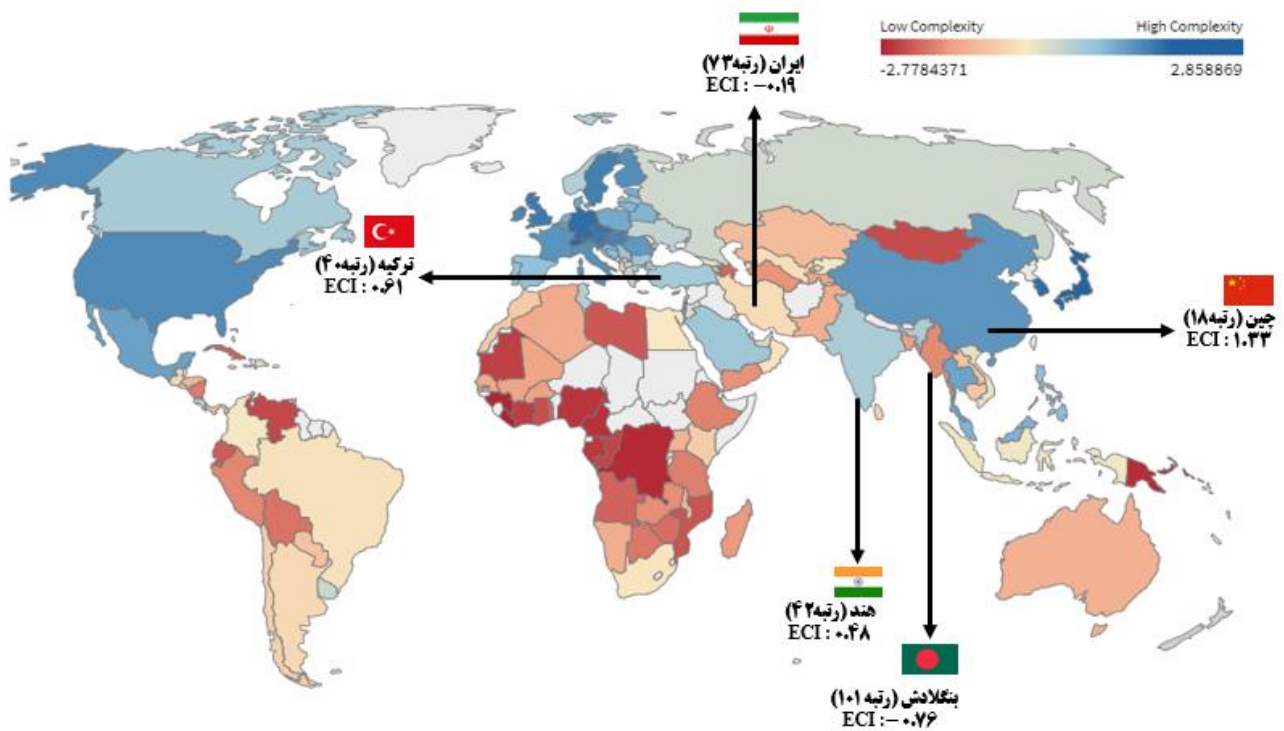 Low Complexity
High Complexity
-2.7784371
2.858869
ایران (رتبه۷۳)
ECI : −۰.۱۹
ترکیه (رتبه۴۰)
ECI : ۰.۶۱
چین (رتبه۱۸)
ECI : ۱.۳۳
هند (رتبه۴۲)
ECI : ۰.۴۸
بنگلادش (رتبه ۱۰۱)
ECI :− ۰.۷۶